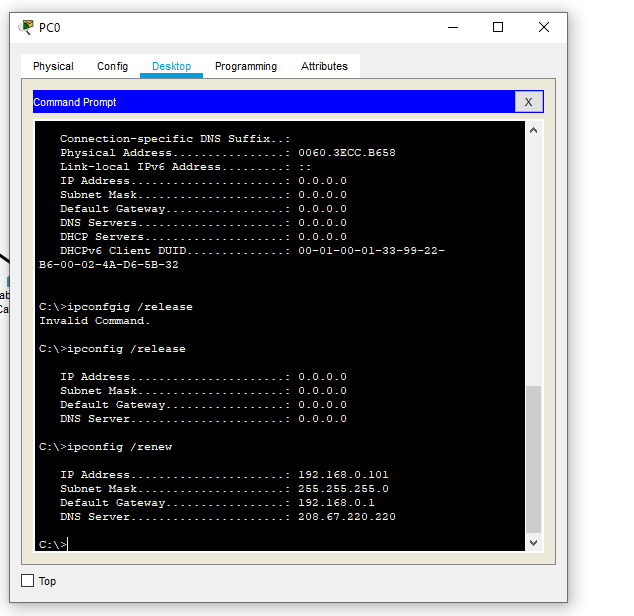 PC0
Physical Config Desktop Programming Attributes
Command Prompt X
Connection-specific DNS Suffix..:
Physical Address................: 0060.3ECC.B658
Link-local IPv6 Address.........: ::
IP Address......................: 0.0.0.0
Subnet Mask.....................: 0.0.0.0
Default Gateway.................: 0.0.0.0
DNS Servers.....................: 0.0.0.0
DHCP Servers....................: 0.0.0.0
DHCPv6 Client DUID..............: 00-01-00-01-33-99-22-
B6-00-02-4A-D6-5B-32
C:\>ipconfgig /release
Invalid Command.
C:\>ipconfig /release
IP Address......................: 0.0.0.0
Subnet Mask.....................: 0.0.0.0
Default Gateway.................: 0.0.0.0
DNS Server......................: 0.0.0.0
C:\>ipconfig /renew
IP Address......................: 192.168.0.101
Subnet Mask.....................: 255.255.255.0
Default Gateway.................: 192.168.0.1
DNS Server......................: 208.67.220.220
C:\>
Top